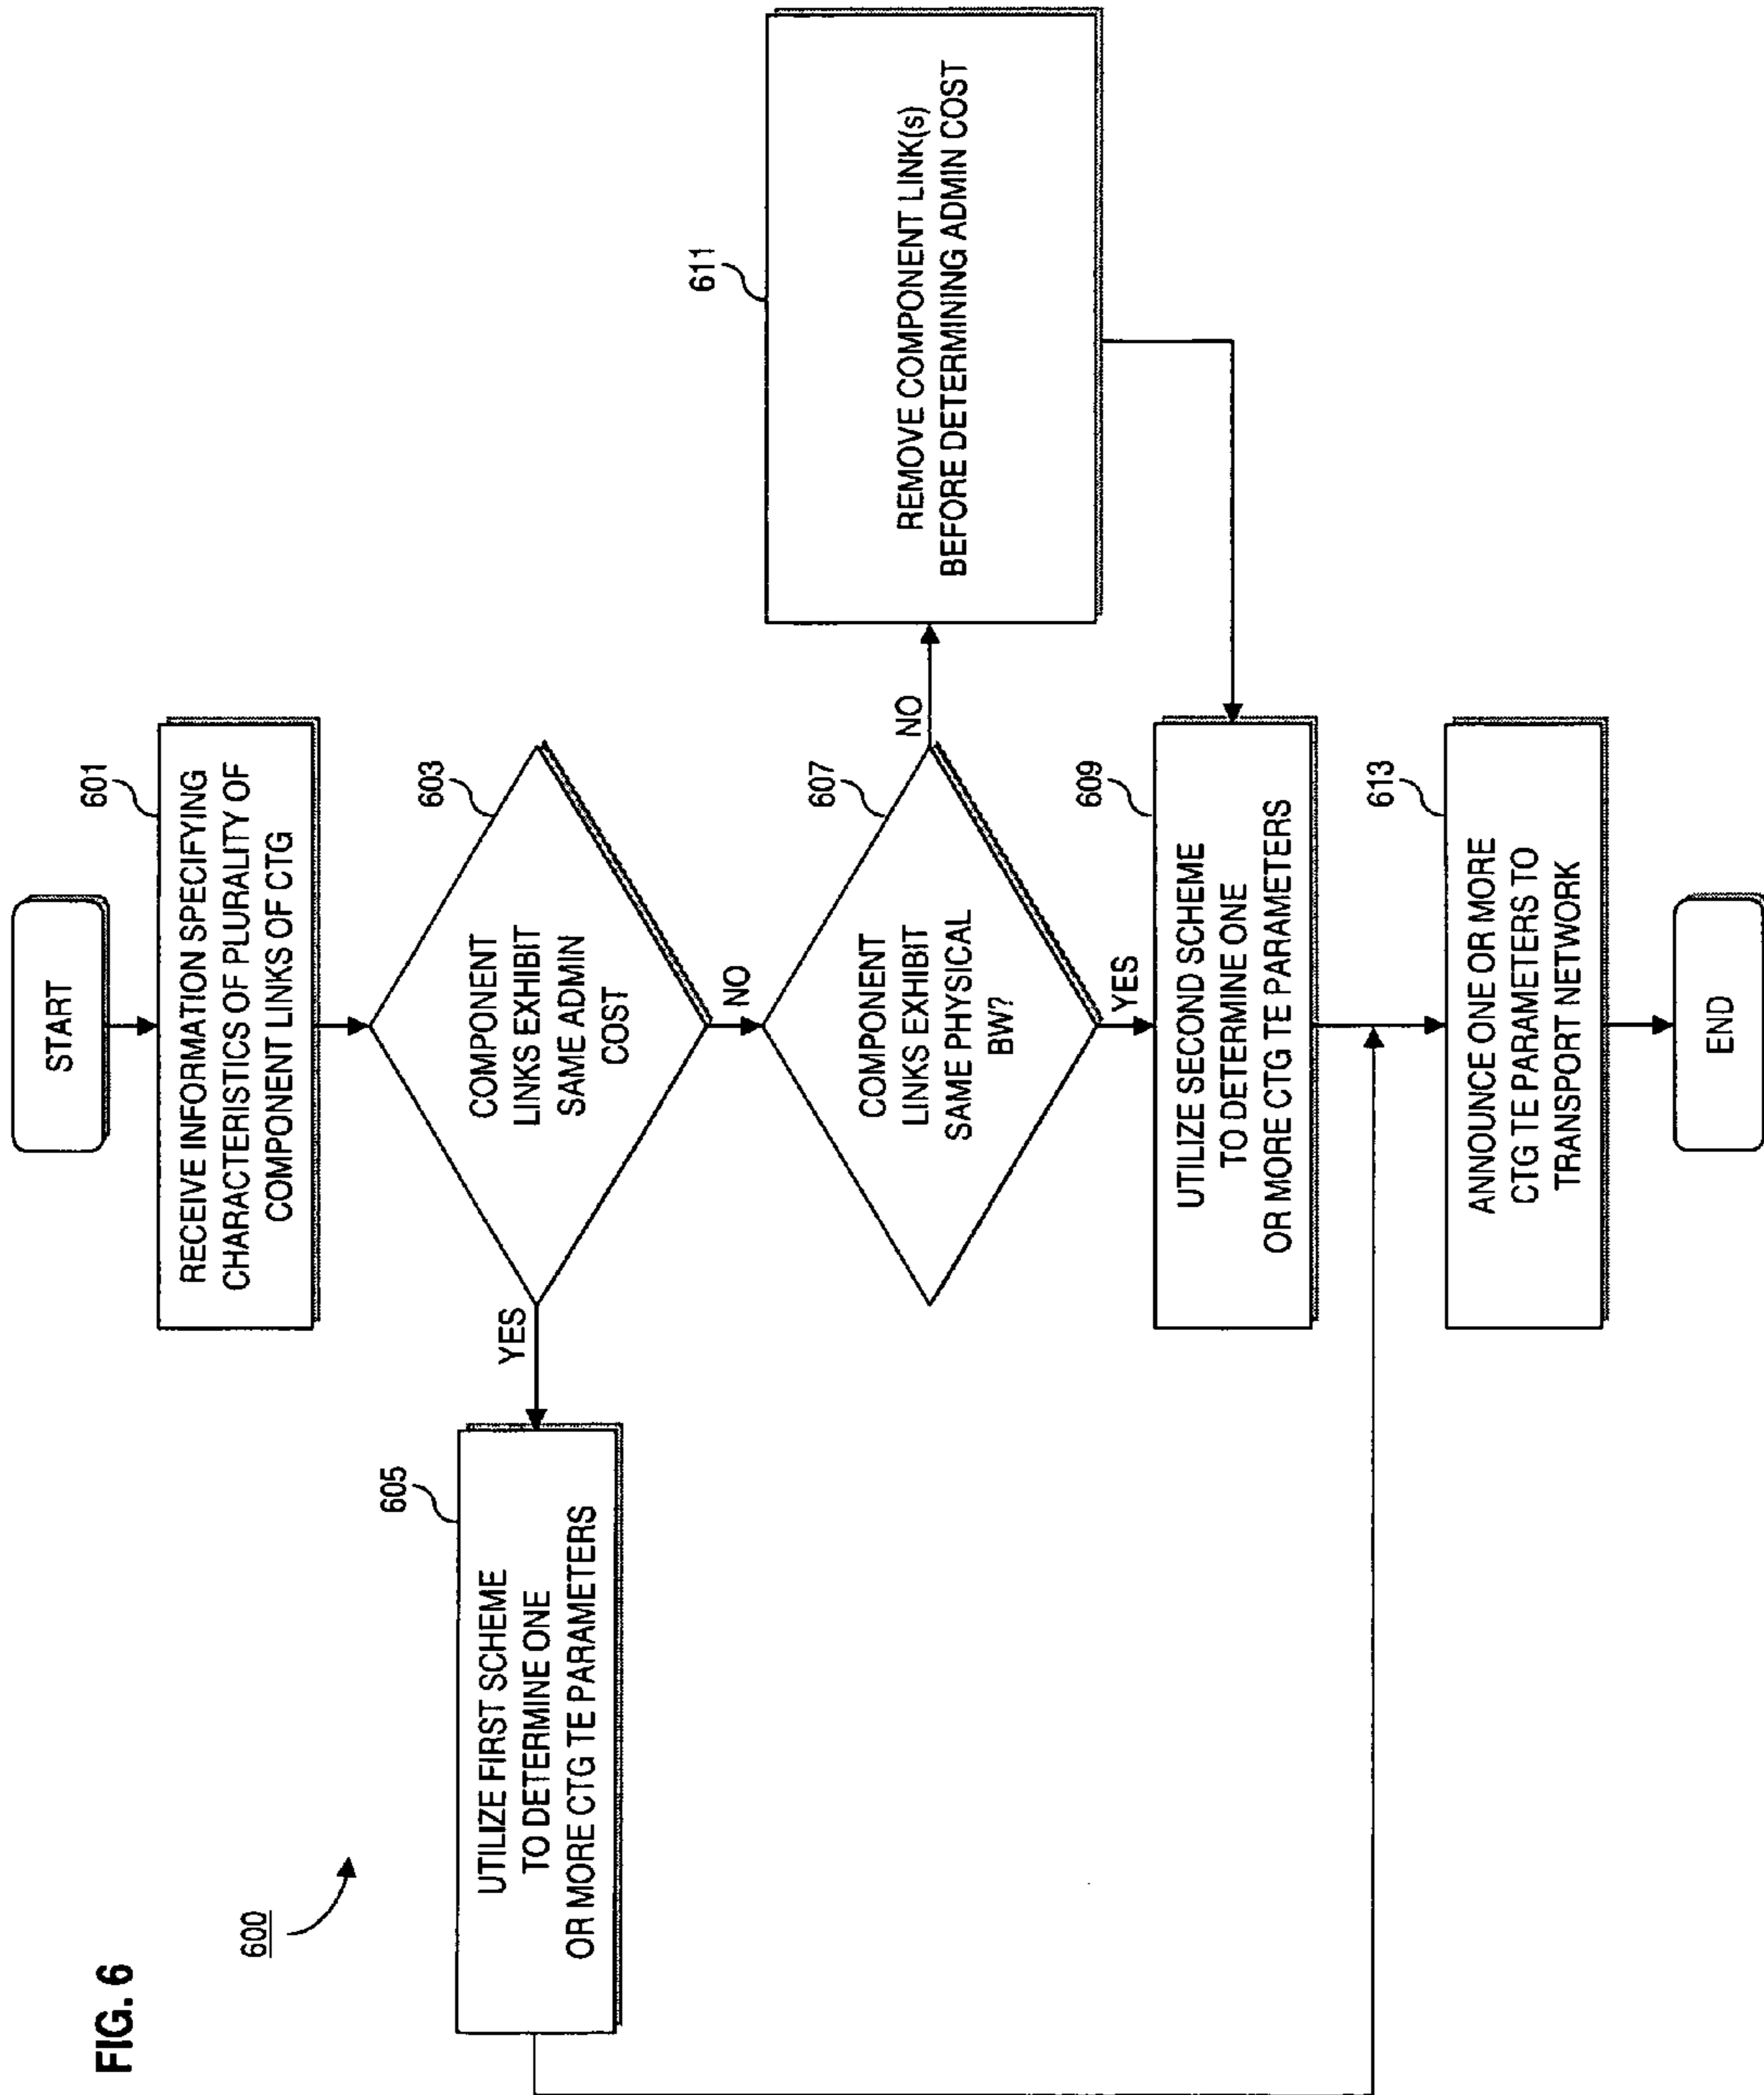 FIG. 6
600
START
601
RECEIVE INFORMATION SPECIFYING
CHARACTERISTICS OF PLURALITY OF
COMPONENT LINKS OF CTG
603
COMPONENT
LINKS EXHIBIT
SAME ADMIN
COST
YES
NO
605
UTILIZE FIRST SCHEME
TO DETERMINE ONE
OR MORE CTG TE PARAMETERS
607
COMPONENT
LINKS EXHIBIT
SAME PHYSICAL
BW?
NO
YES
611
REMOVE COMPONENT LINK(s)
BEFORE DETERMINING ADMIN COST
609
UTILIZE SECOND SCHEME
TO DETERMINE ONE
OR MORE CTG TE PARAMETERS
613
ANNOUNCE ONE OR MORE
CTG TE PARAMETERS TO
TRANSPORT NETWORK
END